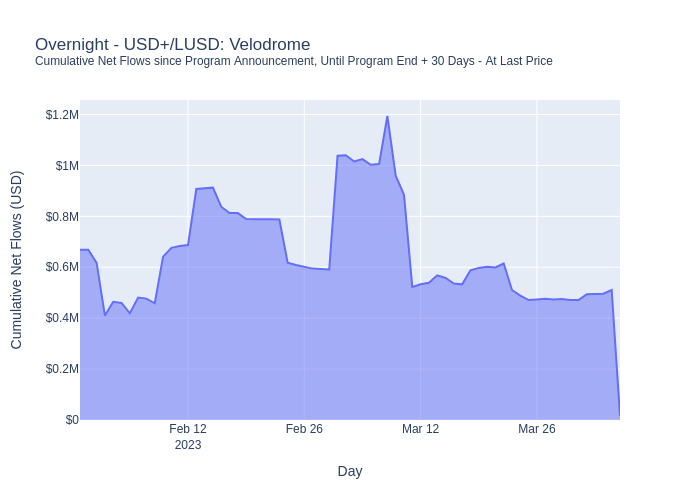 Overnight - USD+/LUSD: Velodrome
Cumulative Net Flows since Program Announcement, Until Program End + 30 Days - At Last Price
Cumulative Net Flows (USD)
$1.2M
$1M
$0.8M
$0.6M
$0.4M
$0.2M
$0
Feb 12
2023
Feb 26
Mar 12
Mar 26
Day